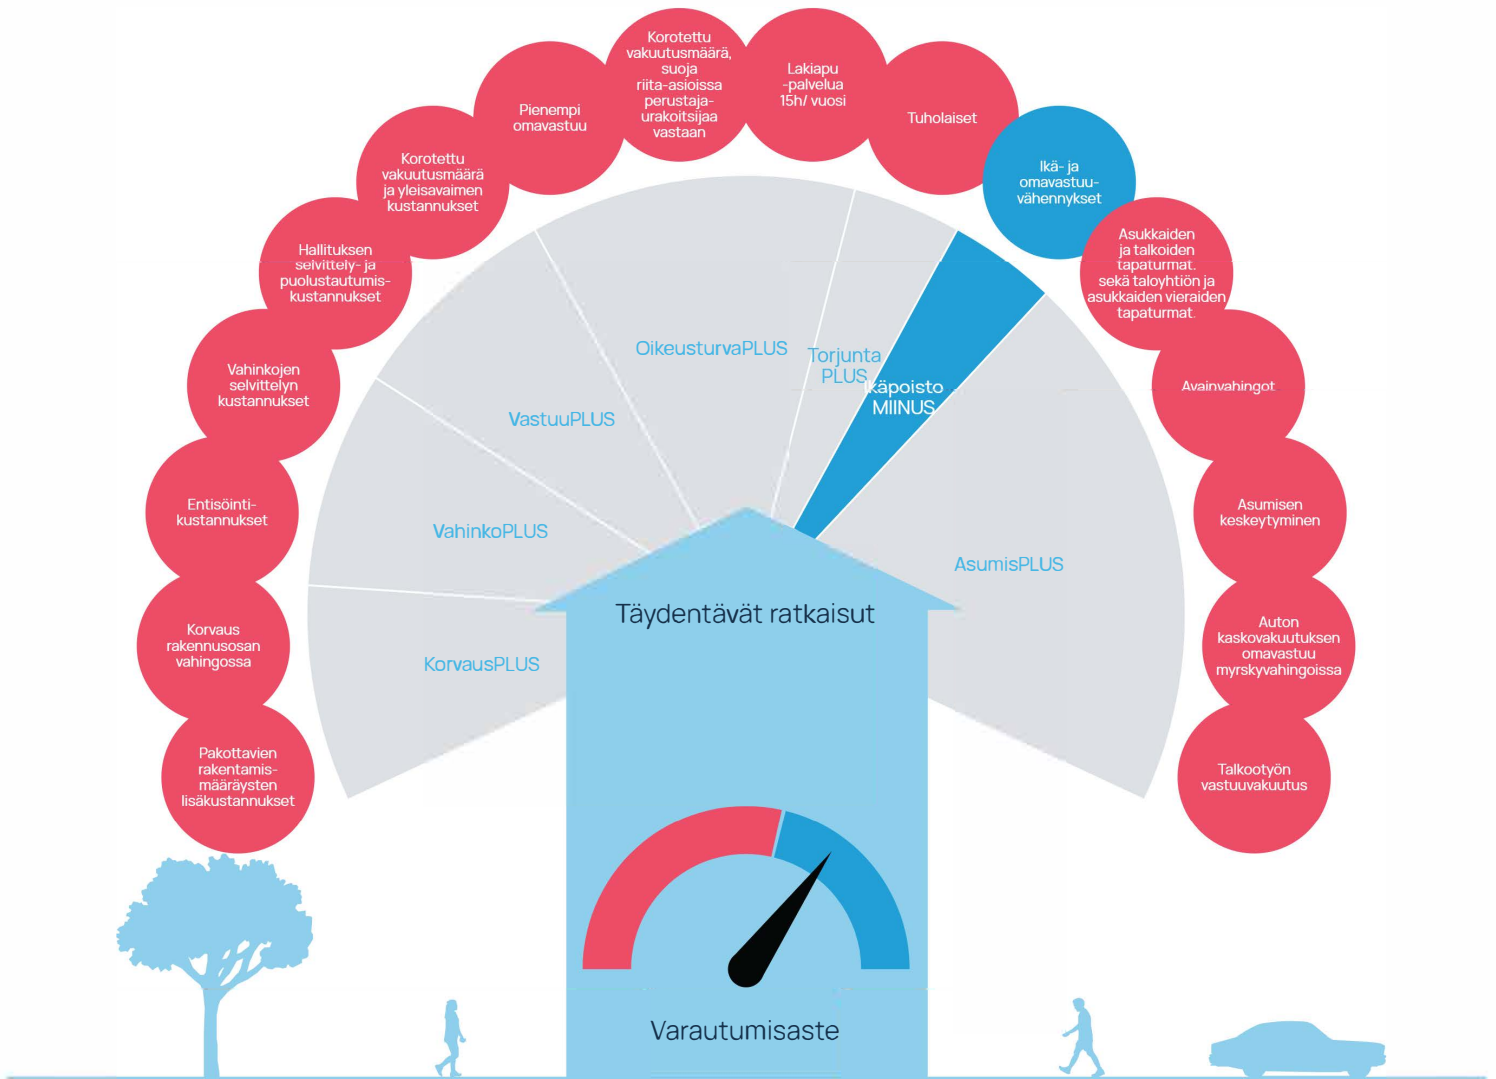 Korotettu
vakuutusmäärä,
suoja
riita-asioissa
perustaja-
urakoitsijaa
vastaan
Lakiapu
-palvelua
15h/ vuosi
Pienempi
omavastuu
Tuholaiset
Korotettu
vakuutusmäärä
ja yleisavaimen
kustannukset
Ikä- ja
omavastuu-
vähennykset
Hallituksen
selvittely- ja
puolustautumis-
kustannukset
Asukkaiden
ja talkoiden
tapaturmat.
sekä taloyhtiön ja
asukkaiden vieraiden
tapaturmat.
Vahinkojen
selvittelyn
kustannukset
Avainvahingot
Entisöinti-
kustannukset
Asumisen
keskeytyminen
Korvaus
rakennusosan
vahingossa
Auton
kaskovakuutuksen
omavastuu
myrskyvahingoissa
Pakottavien
rakentamis-
määräysten
lisäkustannukset
Talkootyön
vastuuvakuutus
OikeusturvaPLUS
Torjunta
PLUS
Ikäpoisto
MIINUS
VastuuPLUS
VahinkoPLUS
AsumisPLUS
KorvausPLUS
Täydentävät ratkaisut
Varautumisaste